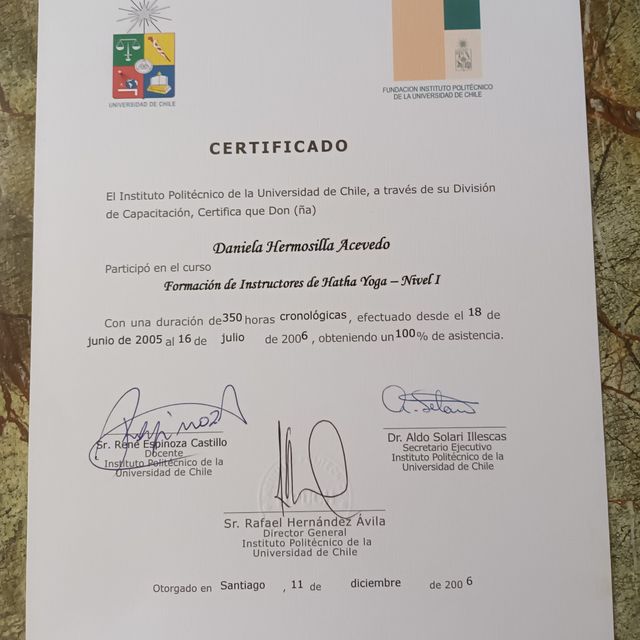 UNIVERSIDAD DE CHILE
FUNDACION INSTITUTO POLITÉCNICO
DE LA UNIVERSIDAD DE CHILE
CERTIFICADO
El Instituto Politécnico de la Universidad de Chile, a través de su División
de Capacitación, Certifica que Don (ña)
Daniela Hermosilla Acevedo
Participó en el curso
Formación de Instructores de Hatha Yoga – Nivel I
Con una duración de 350 horas cronológicas, efectuado desde el 18 de
junio de 2005 al 16 de julio de 2006, obteniendo un 100% de asistencia.
Sr. René Espinoza Castillo
Docente
Instituto Politécnico de la
Universidad de Chile
Dr. Aldo Solari Illescas
Secretario Ejecutivo
Instituto Politécnico de la
Universidad de Chile
Sr. Rafael Hernández Ávila
Director General
Instituto Politécnico de la
Universidad de Chile
Otorgado en Santiago, 11 de diciembre de 2006